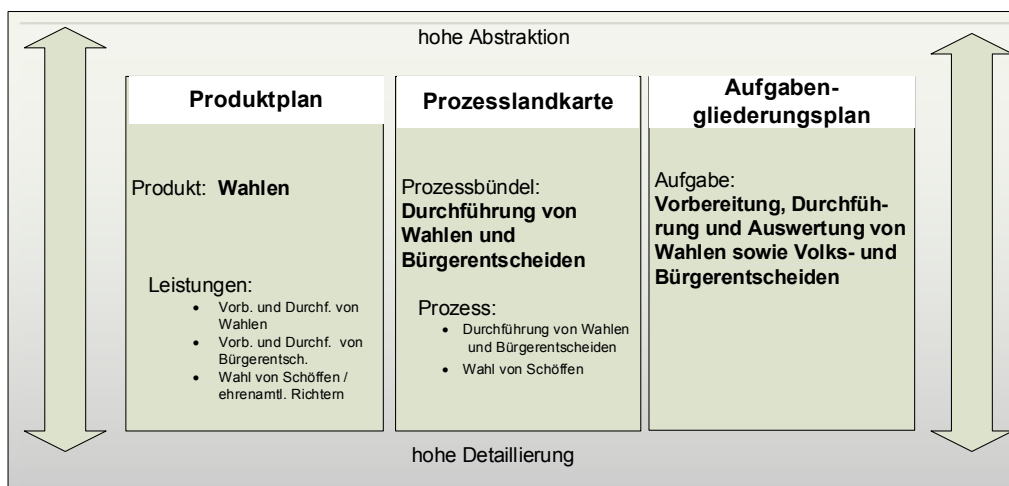 hohe Abstraktion
Produktplan
Produkt: Wahlen
Leistungen:
• Vorb. und Durchf. von
Wahlen
• Vorb. und Durchf. von
Bürgerentsch.
• Wahl von Schöffen /
ehrenamtl. Richtern
Prozesslandkarte
Prozessbündel:
Durchführung von
Wahlen und
Bürgerentscheiden
Prozess:
• Durchführung von Wahlen
und Bürgerentscheiden
• Wahl von Schöffen
Aufgaben-
gliederungsplan
Aufgabe:
Vorbereitung, Durchfüh-
rung und Auswertung von
Wahlen sowie Volks- und
Bürgerentscheiden
hohe Detaillierung